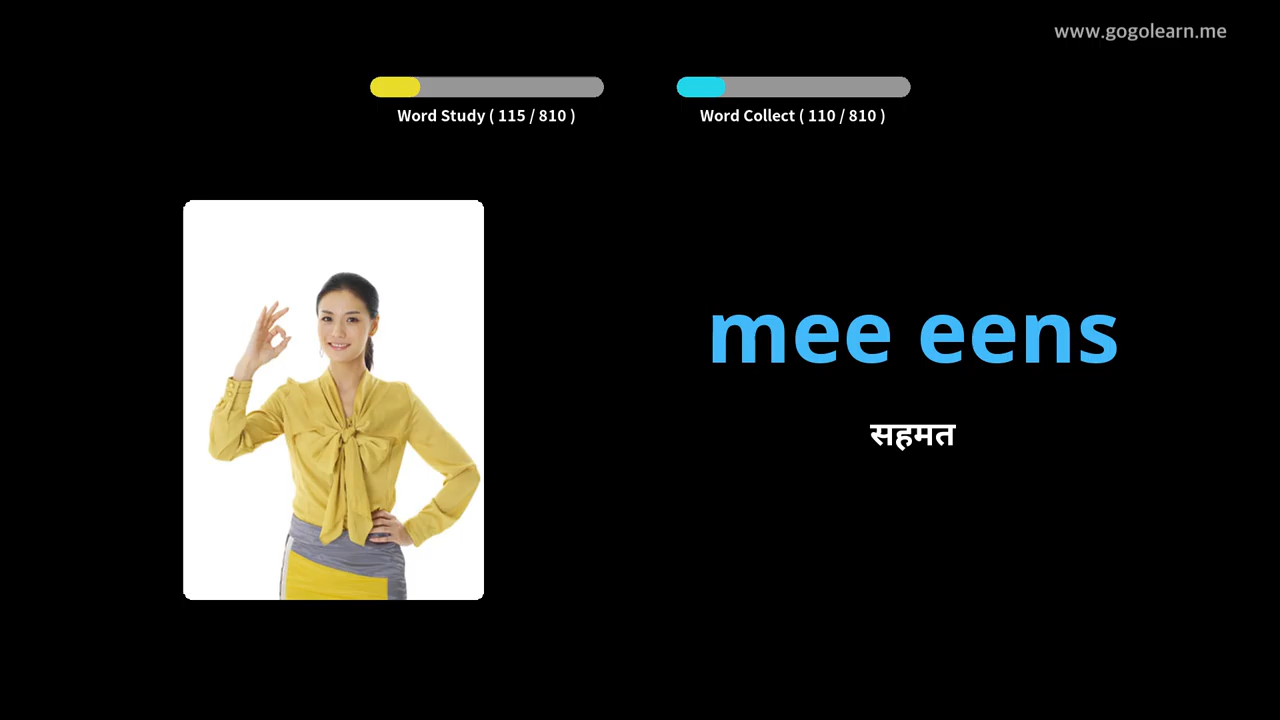 www.gogolearn.me
Word Study ( 115 / 810 )
Word Collect ( 110 / 810 )
mee eens
सहमत